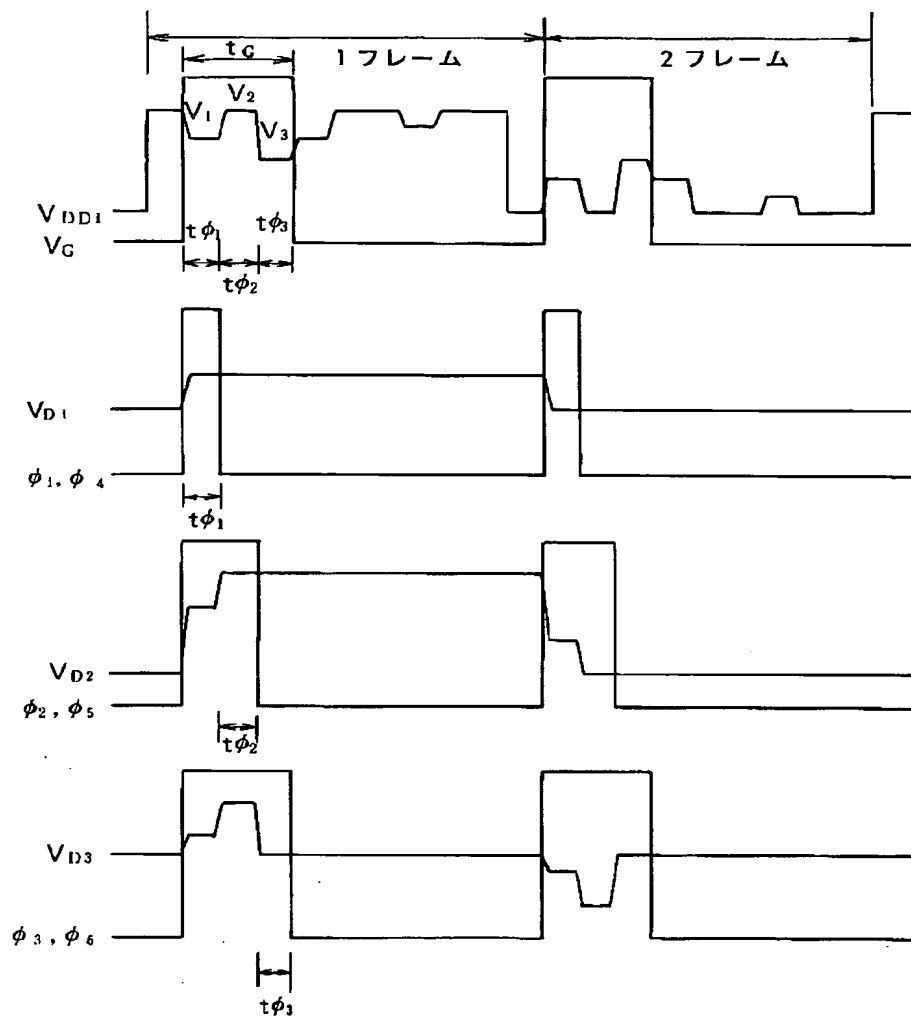 tG
1フレーム
2フレーム
V1
V2
V3
VDD1
VG
tφ1
tφ2
tφ3
VD1
φ1, φ4
tφ1
VD2
φ2, φ5
tφ2
VD3
φ3, φ6
tφ3